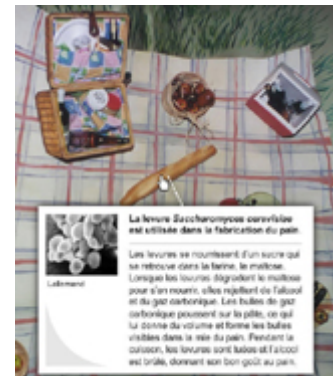 La levure Saccharomyces cerevisiae
est utilisée dans la fabrication du pain.
Les levures se nourrissent d'un sucre qui
se retrouve dans la farine, le maltose.
Lorsque les levures dégradent le maltose
pour s'en nourrir, elles rejettent de l'alcool
et du gaz carbonique. Les bulles de gaz
carbonique poussent sur la pâte, ce qui
lui donne du volume et forme les bulles
visibles dans la mie du pain. Pendant la
cuisson, les levures sont tuées et l'alcool
est brûlé, donnant son bon goût au pain.
Lallemand